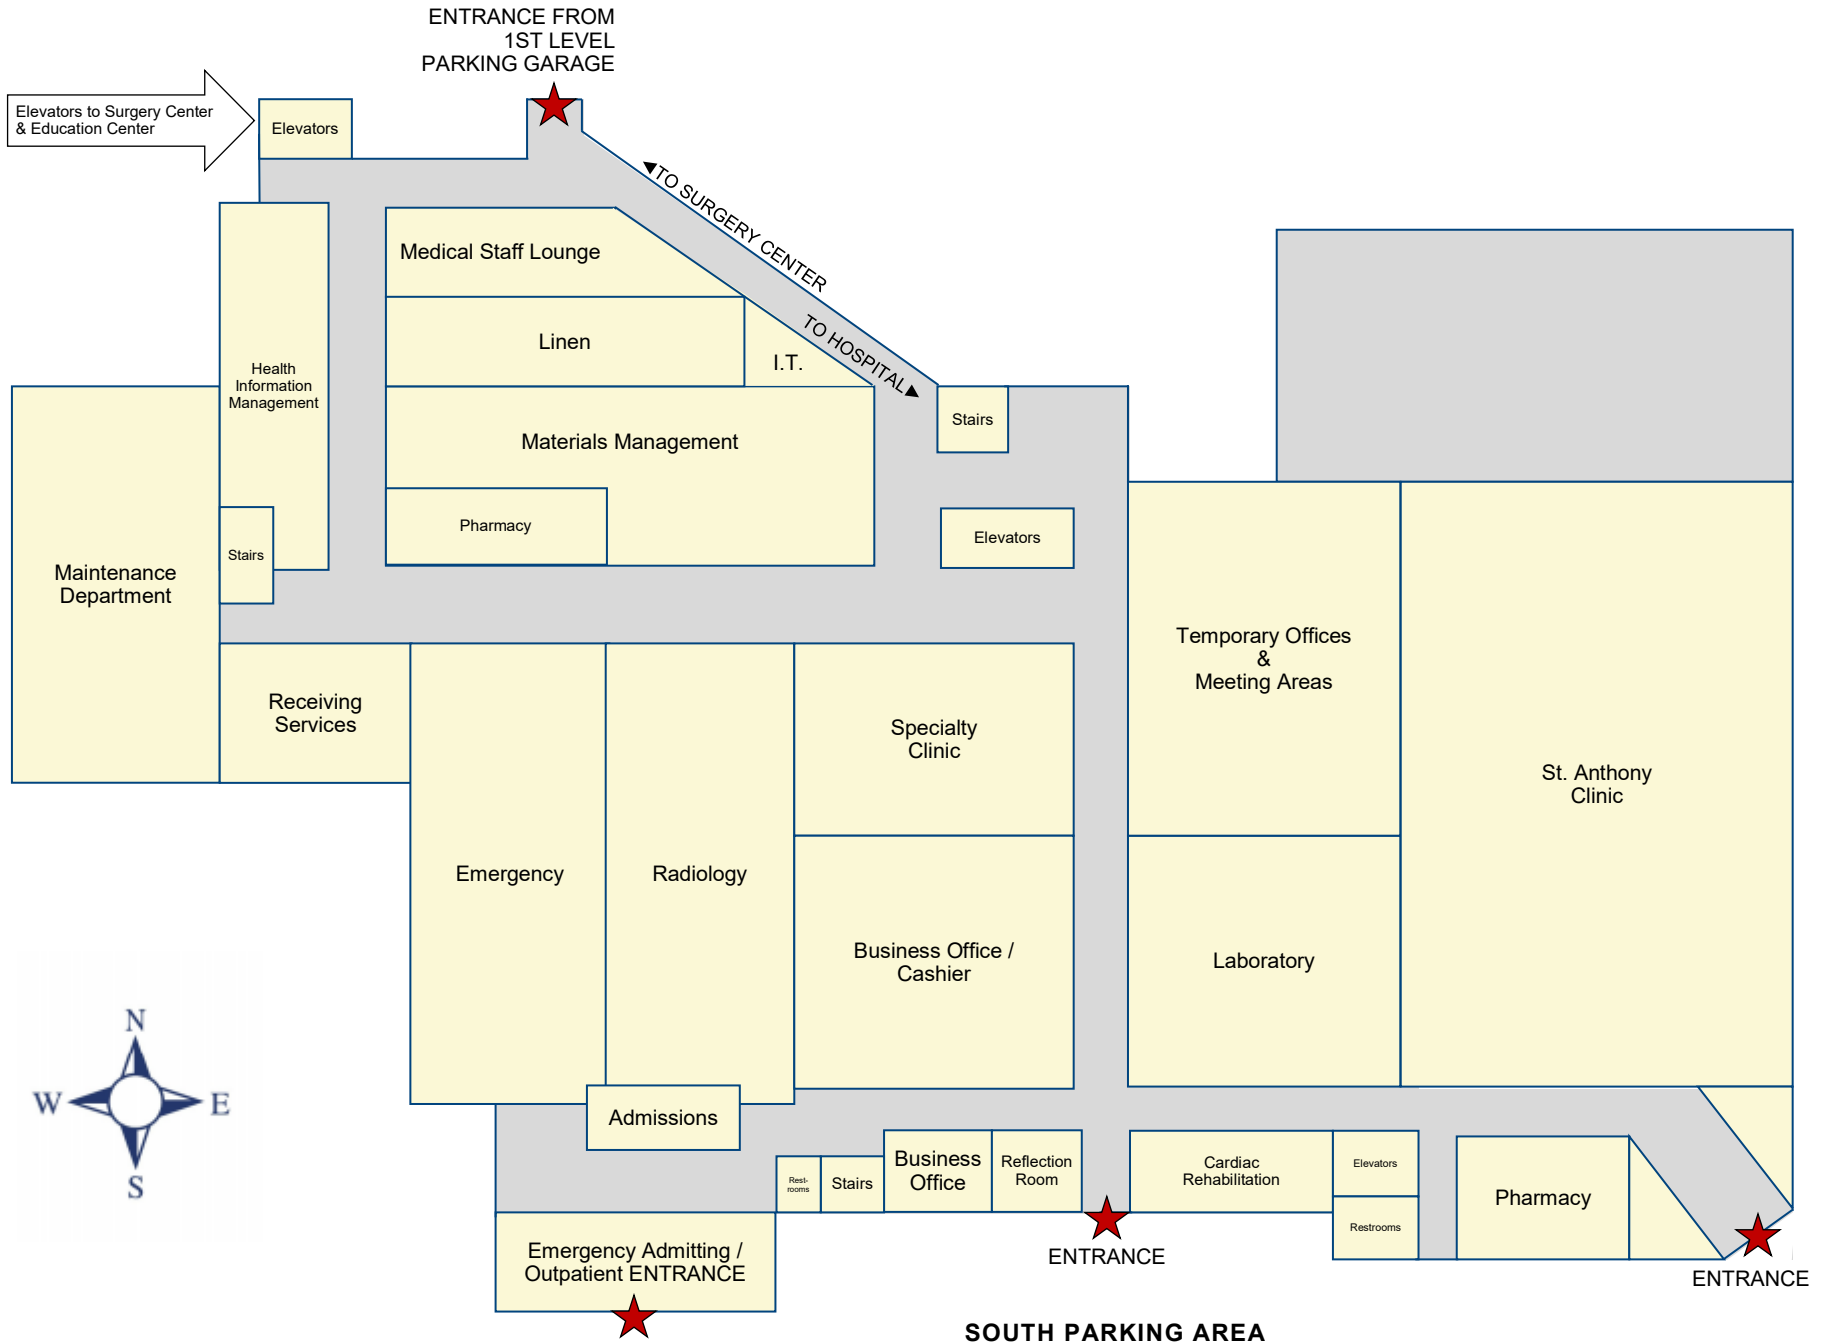 ENTRANCE FROM
1ST LEVEL
PARKING GARAGE
Elevators to Surgery Center
& Education Center
Elevators
◀TO SURGERY CENTER
TO HOSPITAL▶
Medical Staff Lounge
Linen
I.T.
Health
Information
Management
Materials Management
Stairs
Pharmacy
Elevators
Stairs
Maintenance
Department
Temporary Offices
&
Meeting Areas
Receiving
Services
Specialty
Clinic
St. Anthony
Clinic
Emergency
Radiology
Business Office /
Cashier
Laboratory
N
W
E
S
Admissions
Rest-
rooms
Stairs
Business
Office
Reflection
Room
Cardiac
Rehabilitation
Elevators
Restrooms
Pharmacy
Emergency Admitting /
Outpatient ENTRANCE
ENTRANCE
ENTRANCE
SOUTH PARKING AREA